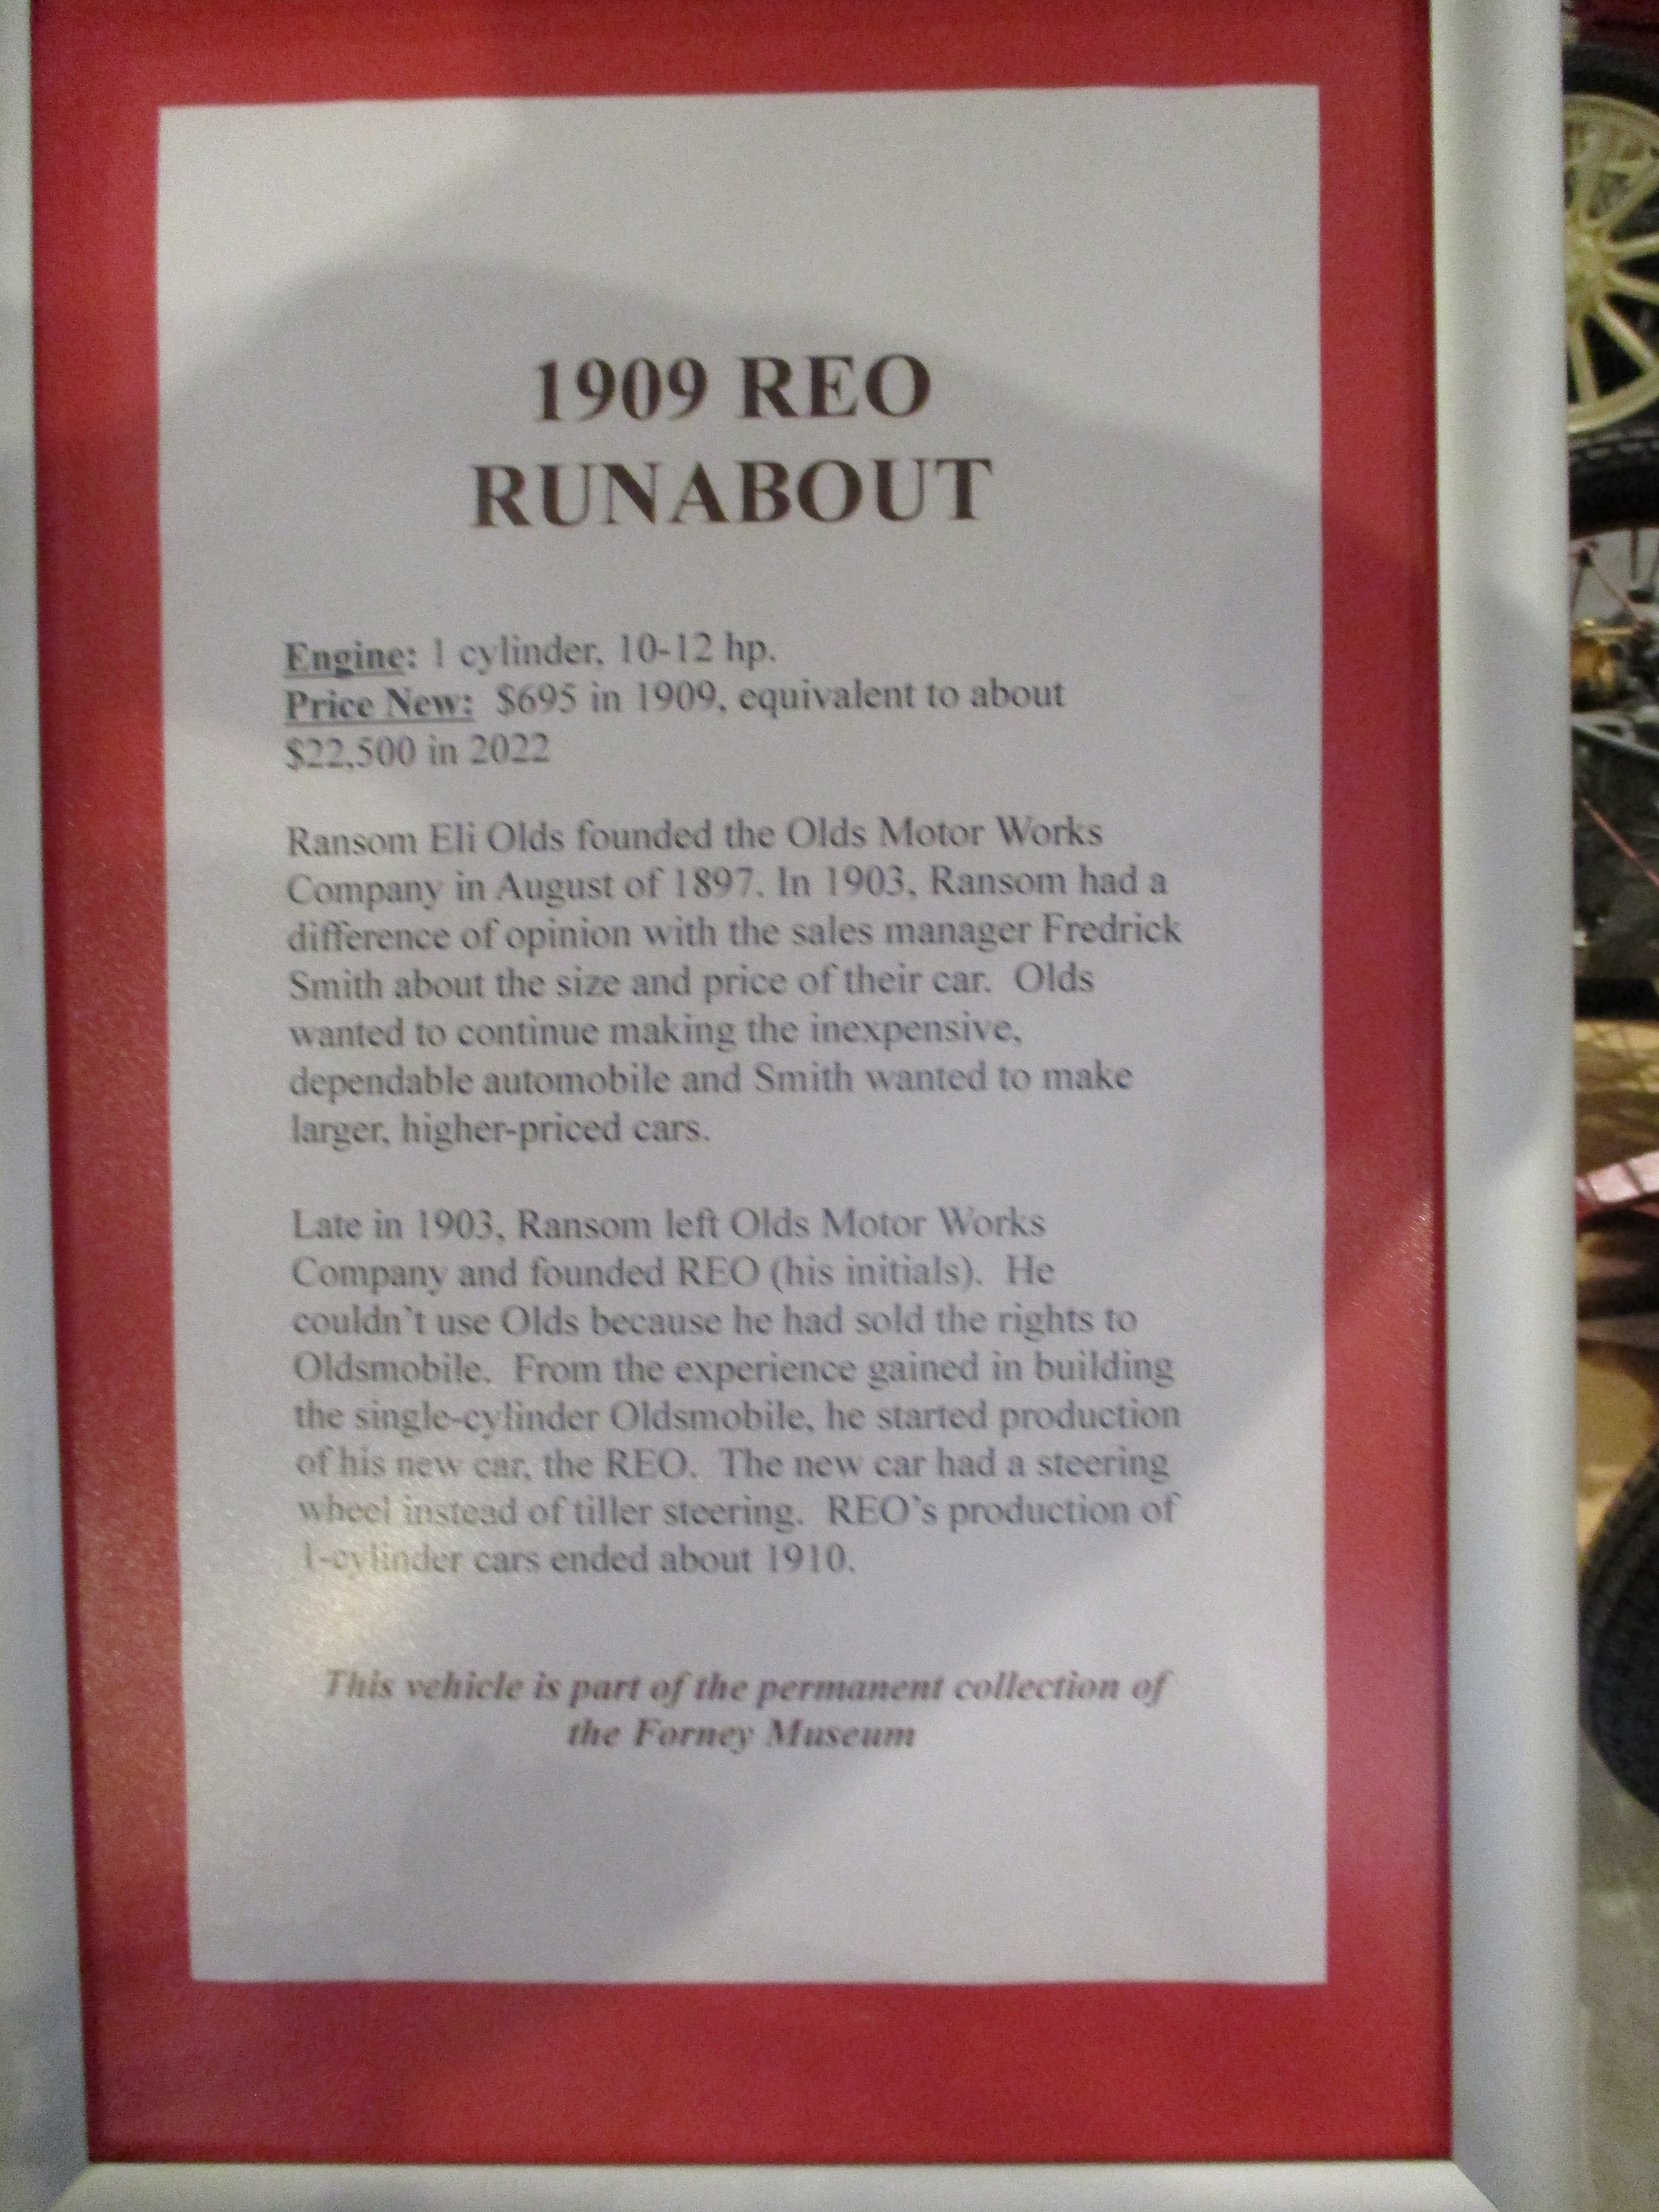 1909 REO
RUNABOUT
Engine: 1 cylinder, 10-12 hp.
Price New: $695 in 1909, equivalent to about
$22,500 in 2022
Ransom Eli Olds founded the Olds Motor Works
Company in August of 1897. In 1903, Ransom had a
difference of opinion with the sales manager Fredrick
Smith about the size and price of their car. Olds
wanted to continue making the inexpensive,
dependable automobile and Smith wanted to make
larger, higher-priced cars.
Late in 1903, Ransom left Olds Motor Works
Company and founded REO (his initials). He
couldn't use Olds because he had sold the rights to
Oldsmobile. From the experience gained in building
the single-cylinder Oldsmobile, he started production
of his new car, the REO. The new car had a steering
wheel instead of tiller steering. REO's production of
1-cylinder cars ended about 1910.
This vehicle is part of the permanent collection of
the Forney Museum